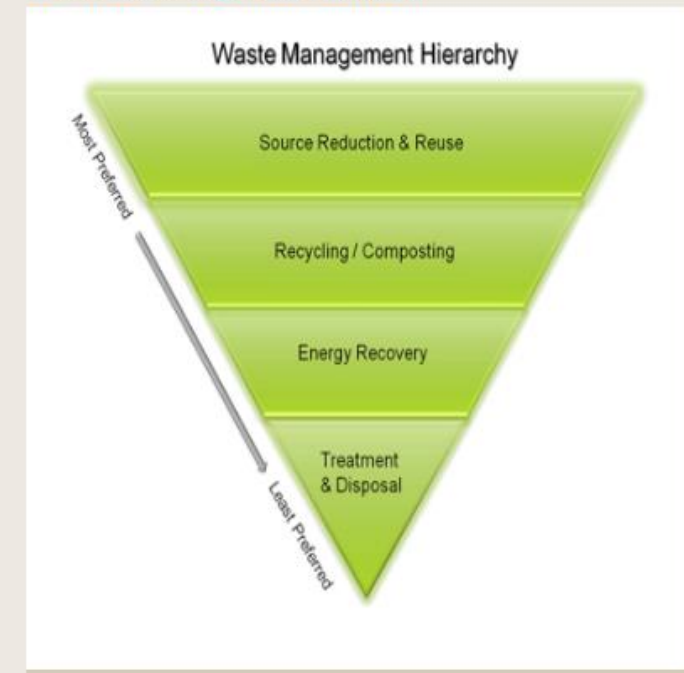 Waste Management Hierarchy
Most Preferred
Source Reduction & Reuse
Recycling / Composting
Energy Recovery
Treatment
& Disposal
Least Preferred